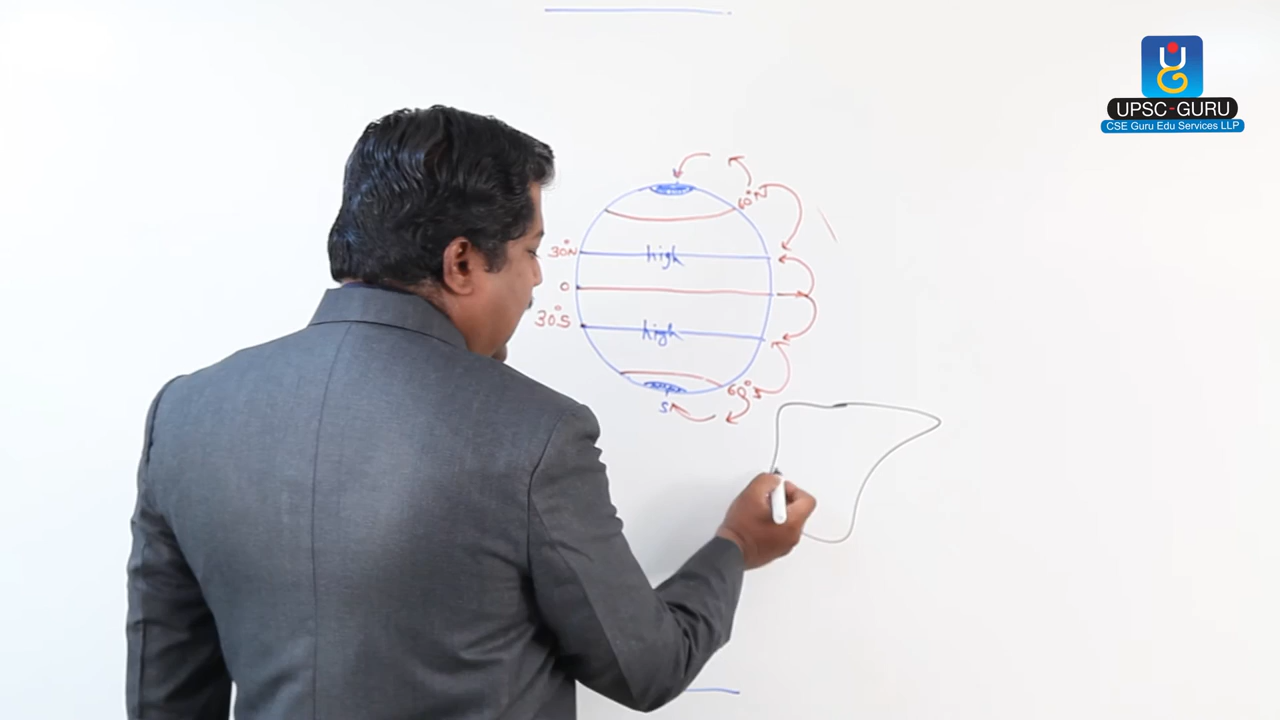 UPSC-GURU
CSE Guru Edu Services LLP
60°N
30°N
high
0
30°S
high
60°S
S